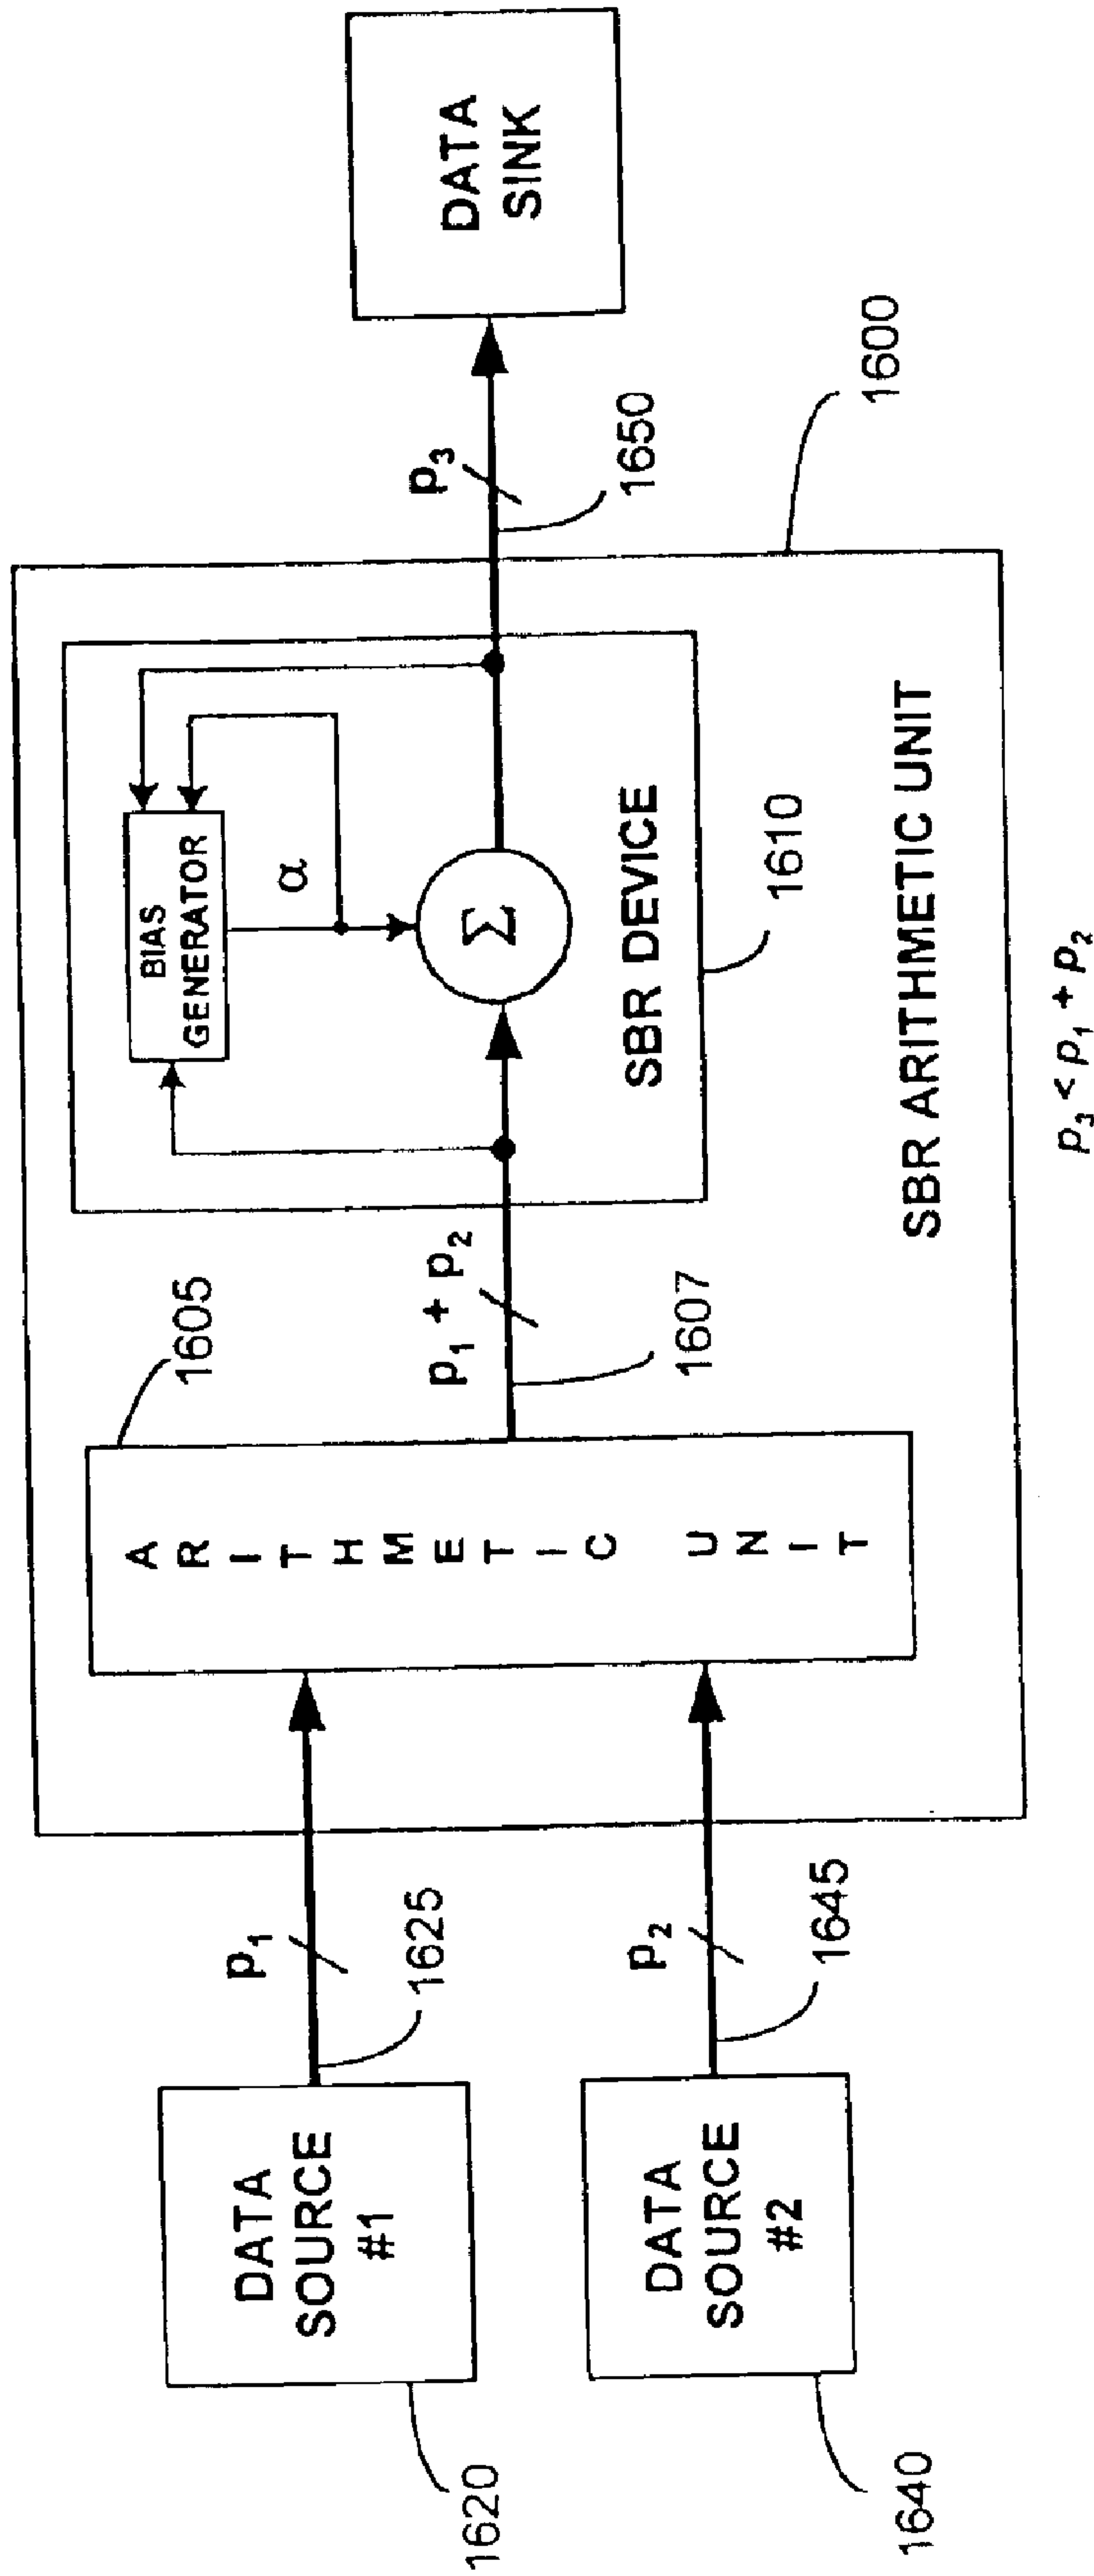 DATA
SOURCE
#1
1620
p1
1625
DATA
SOURCE
#2
1640
p2
1645
ARITHMETIC UNIT
1605
p1 + p2
1607
BIAS
GENERATOR
α
Σ
SBR DEVICE
1610
SBR ARITHMETIC UNIT
1600
p3
1650
DATA
SINK
p3 < p1 + p2